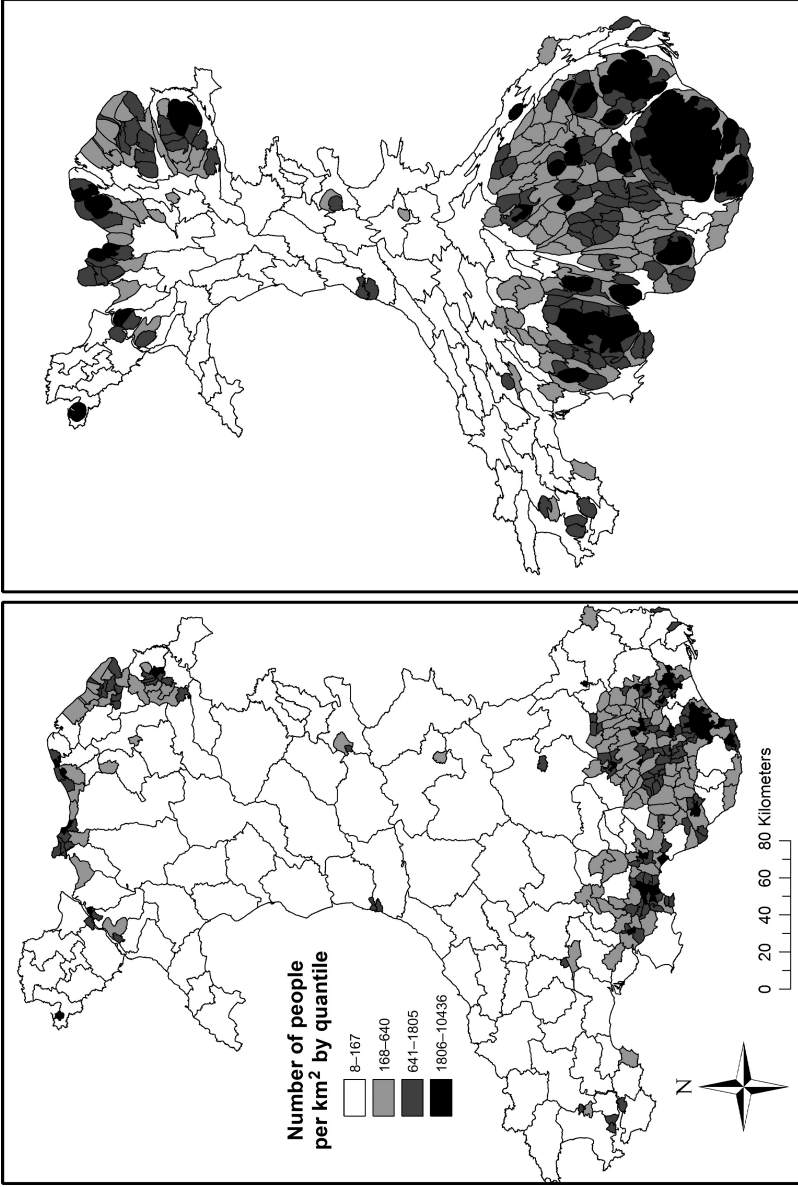 Number of people
per km² by quantile
8–167
168–640
641–1805
1806–10436
N
0 20 40 60 80 Kilometers